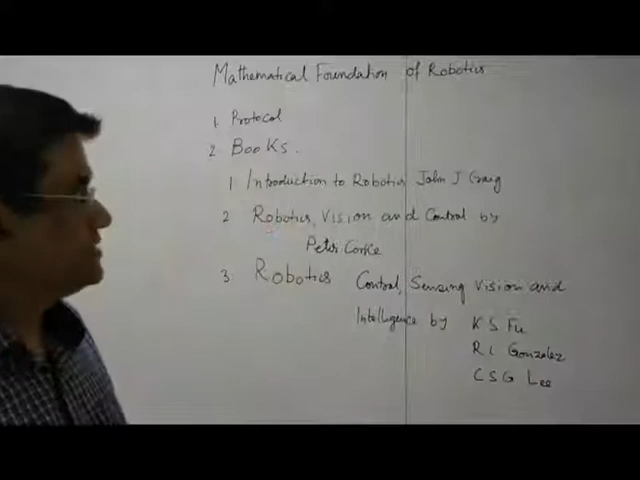 Mathematical Foundation of Robotics
1. Protocol
2 Books.
1 Introduction to Robotics John J Craig
2 Robotics, Vision and Control by
Peter Corke
3. Robotics Control, Sensing Vision and
Intelligence by K S Fu
R C Gonzalez
C S G Lee